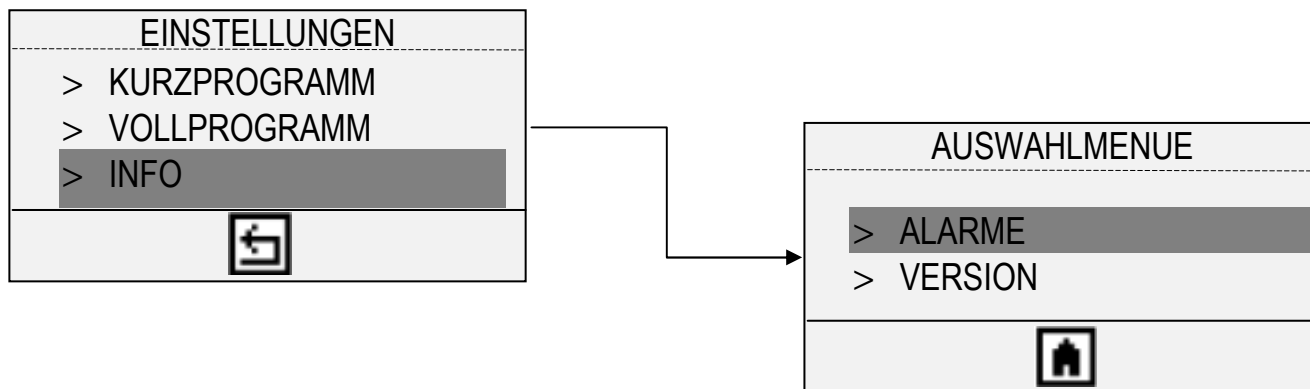 EINSTELLUNGEN
> KURZPROGRAMM
> VOLLPROGRAMM
> INFO
AUSWAHLMENUE
> ALARME
> VERSION